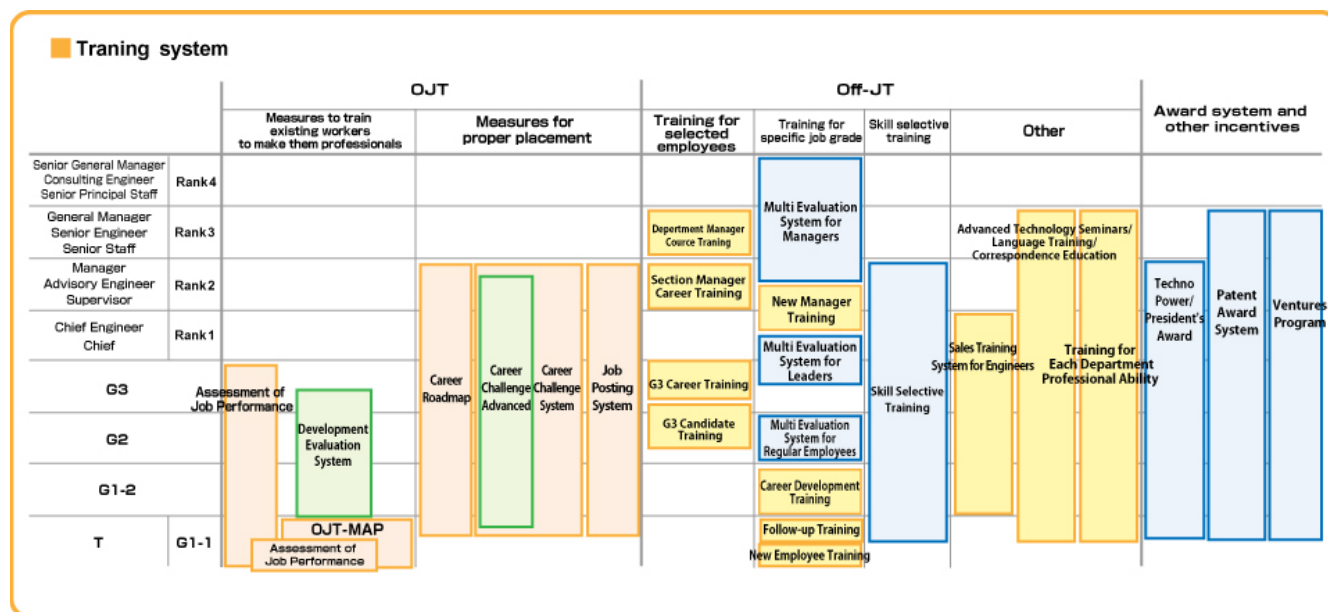 Traning system
OJT
Off-JT
Award system and
other incentives
Measures to train
existing workers
to make them professionals
Measures for
proper placement
Training for
selected
employees
Training for
specific job grade
Skill selective
training
Other
Senior General Manager
Consulting Engineer
Senior Principal Staff
Rank4
General Manager
Senior Engineer
Senior Staff
Rank3
Manager
Advisory Engineer
Supervisor
Rank2
Chief Engineer
Chief
Rank1
G3
G2
G1-2
T
G1-1
Assessment of
Job Performance
Development
Evaluation
System
OJT-MAP
Assessment of
Job Performance
Career
Roadmap
Career
Challenge
Advanced
Career
Challenge
System
Job
Posting
System
Department Manager
Cource Traning
Section Manager
Career Training
G3 Career Training
G3 Candidate
Training
Multi Evaluation
System for
Managers
New Manager
Training
Multi Evaluation
System for
Leaders
Multi Evaluation
System for
Regular Employees
Career Development
Training
Follow-up Training
New Employee Training
Skill Selective
Training
Sales Training
System for Engineers
Advanced Technology Seminars/
Language Training/
Correspondence Education
Training for
Each Department
Professional Ability
Techno
Power/
President's
Award
Patent
Award
System
Ventures
Program